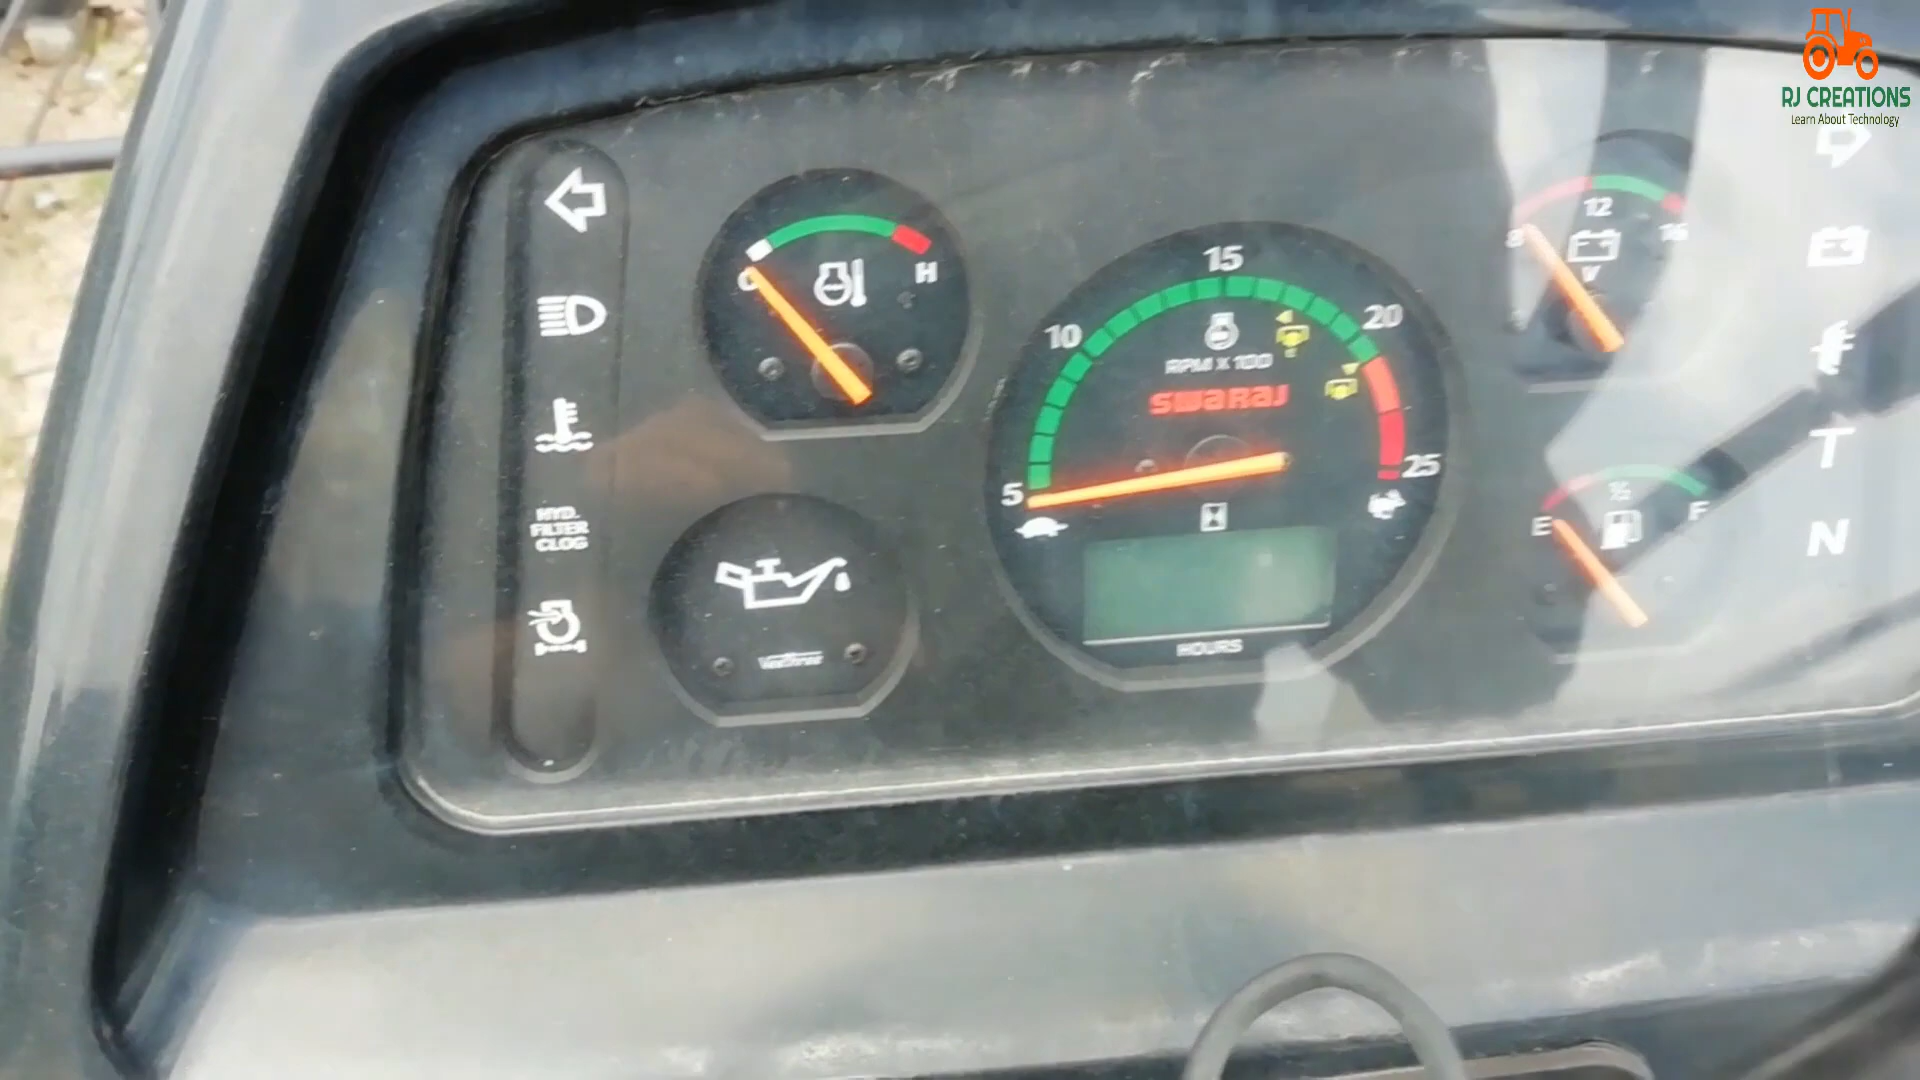 RJ CREATIONS
Learn About Technology
C
H
HYD.
FILTER
CLOG
5
10
15
20
25
RPM X 100
SWARAJ
HOURS
8
12
16
V
E
½
F
T
N